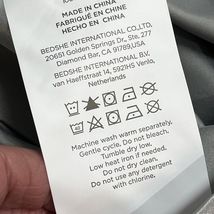 MADE IN CHINA
FABRIQUÉ EN CHINE
HECHO EN CHINA
BEDSHE INTERNATIONAL CO.,LTD.
20651 Golden Springs Dr., Ste. 277
Diamond Bar, CA 91789,USA
BEDSHE INTERNATIONAL B.V.
van Haeftstraat 4, 5921VS Venlo,
Netherlands
Machine wash warm separately.
Gentle cycle. Do not bleach.
Tumble dry low.
Low heat iron if needed.
Do not dry clean.
Do not use any detergent
with chlorine.